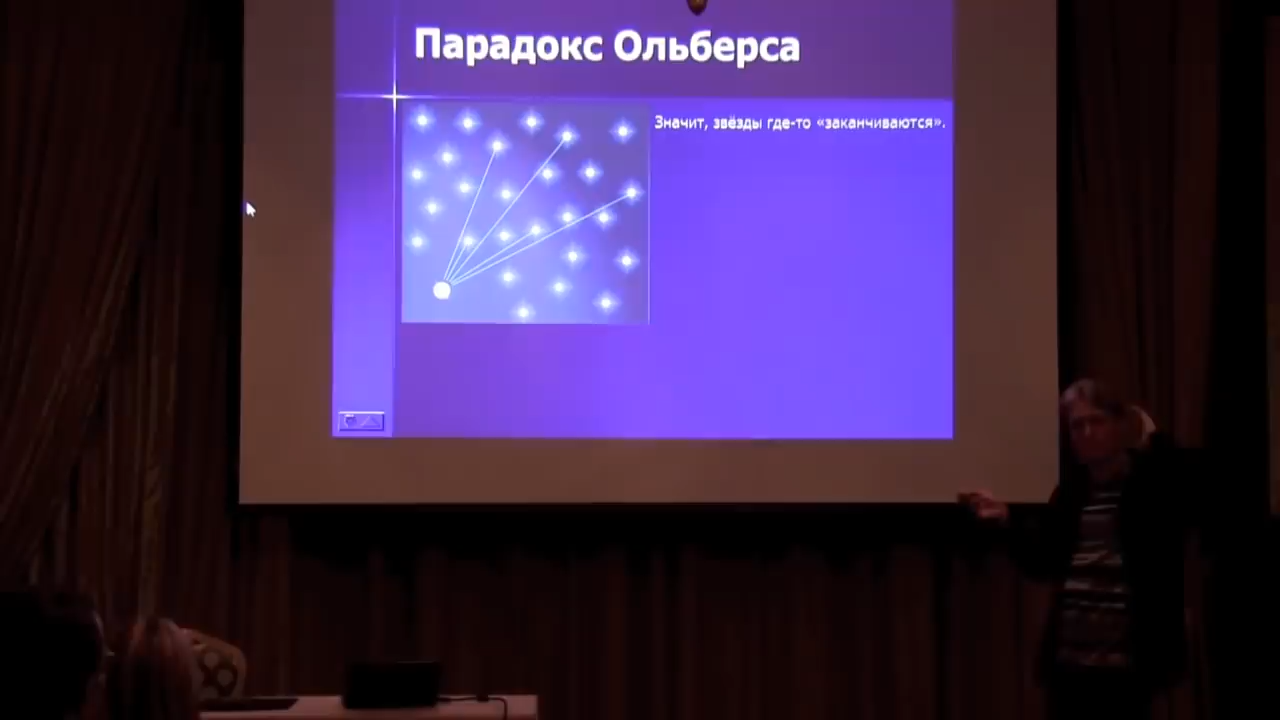 Парадокс Ольберса
Значит, звёзды где-то «заканчиваются».